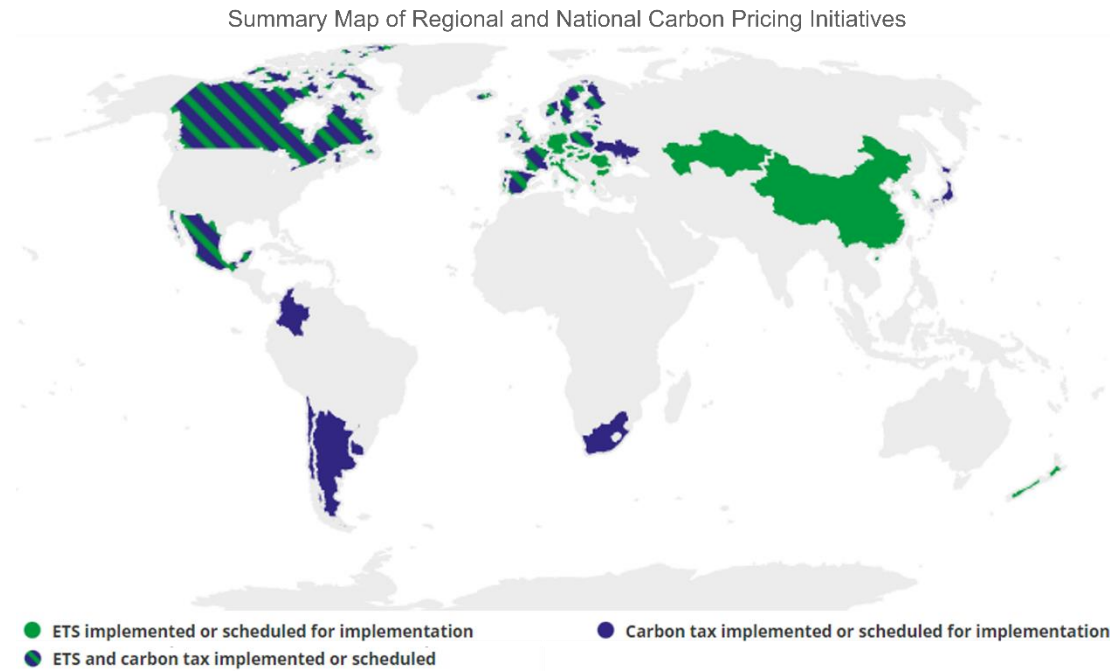 Summary Map of Regional and National Carbon Pricing Initiatives
ETS implemented or scheduled for implementation
Carbon tax implemented or scheduled for implementation
ETS and carbon tax implemented or scheduled